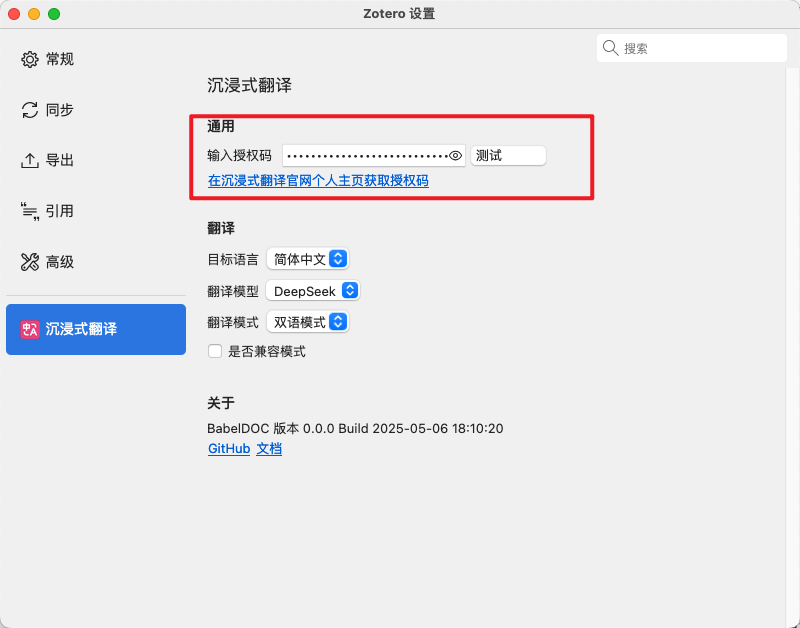 Zotero 设置
搜索
常规
同步
导出
引用
高级
中
A
沉浸式翻译
沉浸式翻译
通用
输入授权码 ••••••••••••••••••••••••••• 测试
在沉浸式翻译官网个人主页获取授权码
翻译
目标语言 简体中文
翻译模型 DeepSeek
翻译模式 双语模式
是否兼容模式
关于
BabelDOC 版本 0.0.0 Build 2025-05-06 18:10:20
GitHub 文档